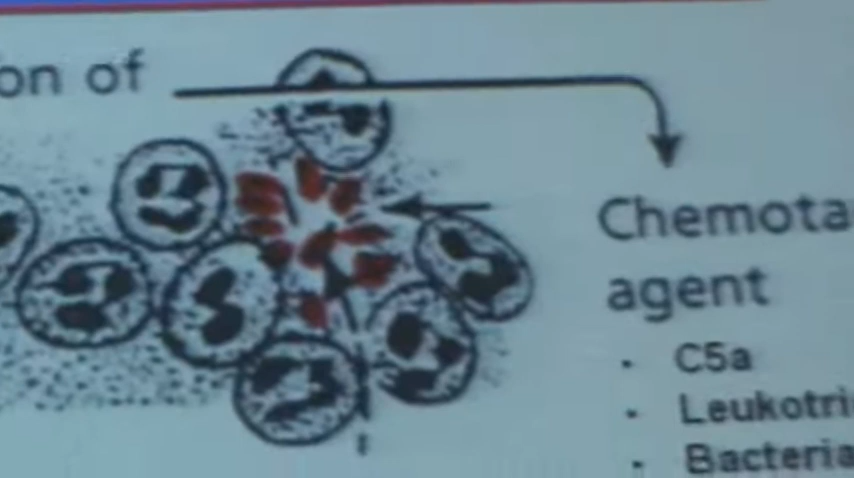 on of
Chemota
agent
· C5a
· Leukotri
· Bacteria